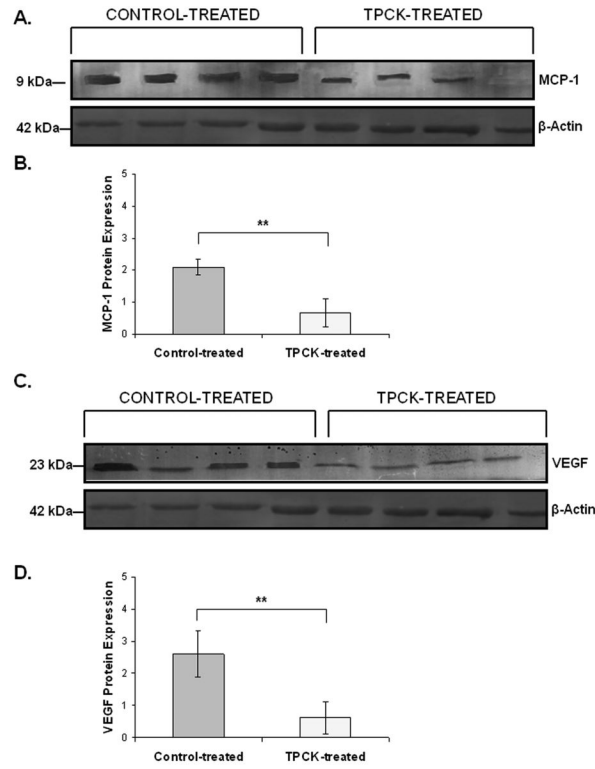 A.
CONTROL-TREATED TPCK-TREATED
9 kDa MCP-1
42 kDa β-Actin
B.
MCP-1 Protein Expression
5
4
3
2
1
0
**
Control-treated TPCK-treated
C.
CONTROL-TREATED TPCK-TREATED
23 kDa VEGF
42 kDa β-Actin
D.
VEGF Protein Expression
5
4
3
2
1
0
**
Control-treated TPCK-treated